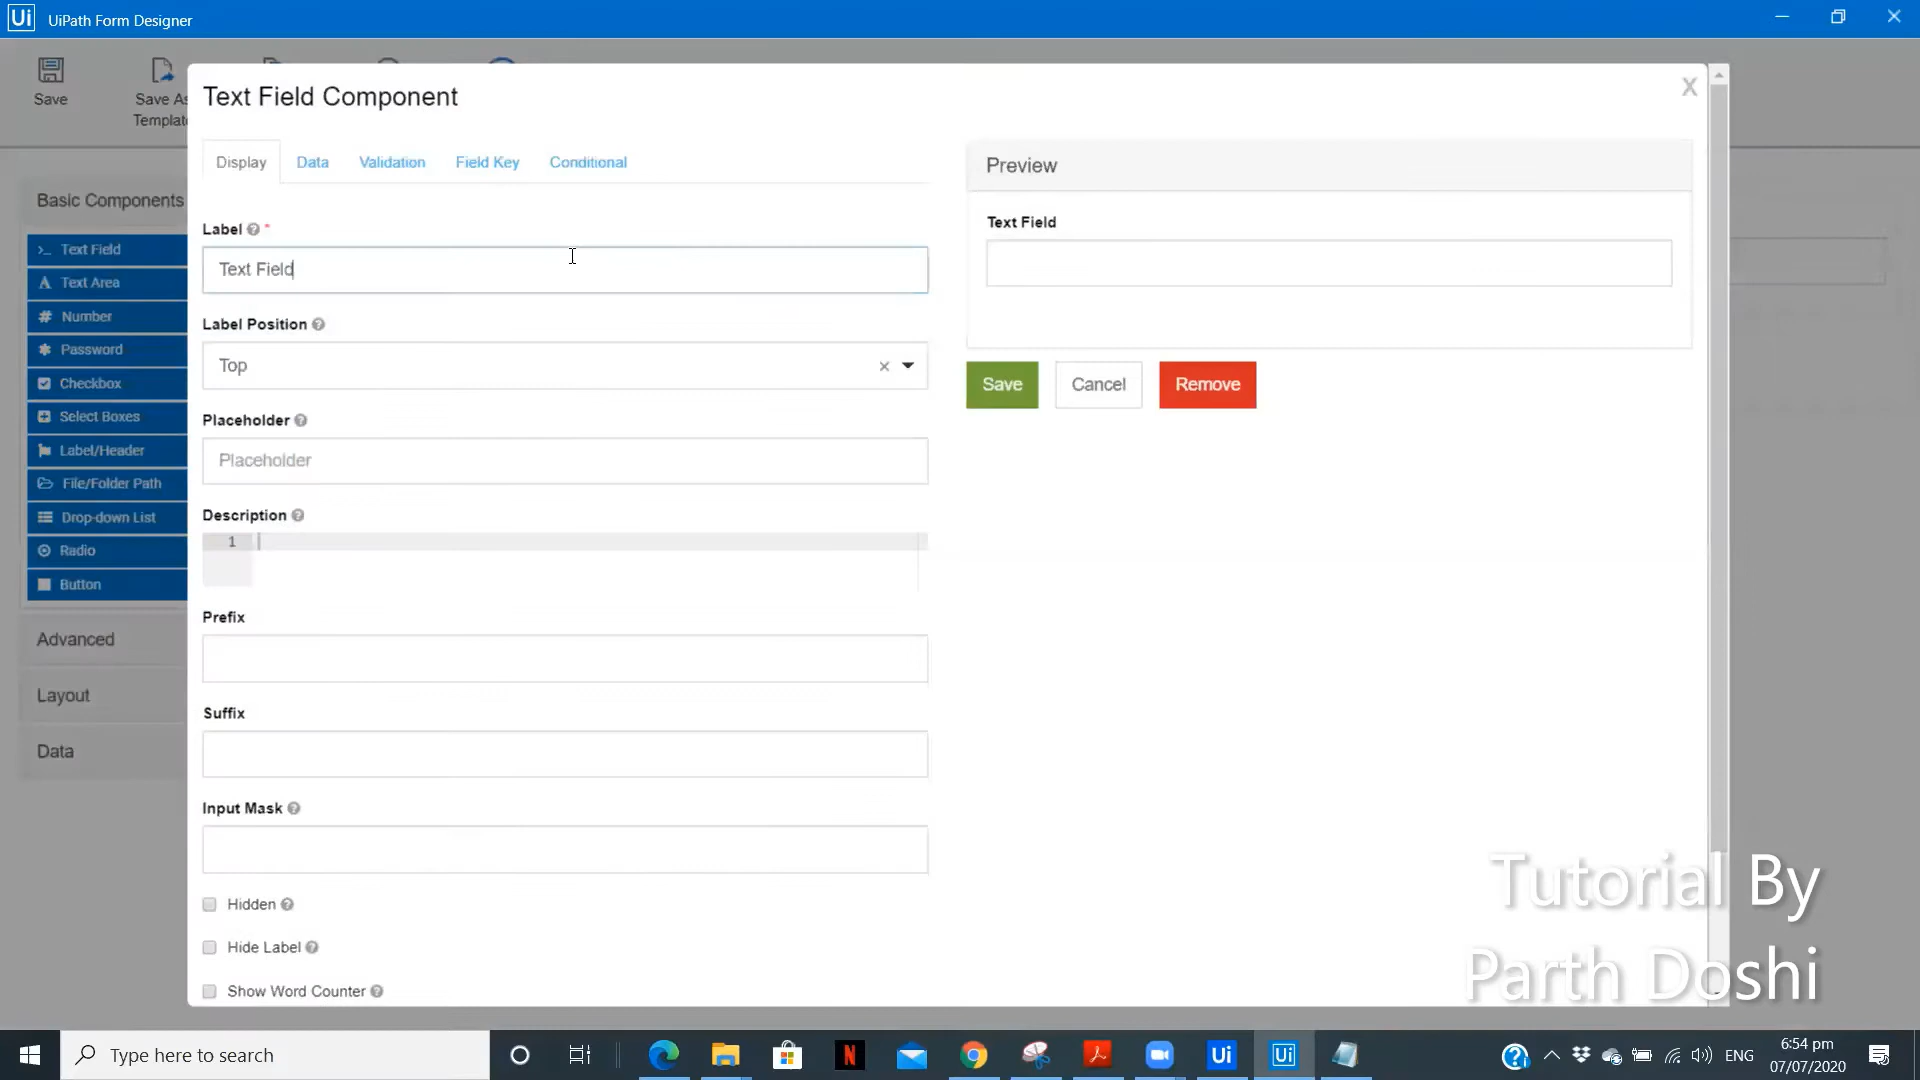 Ui UiPath Form Designer
Save
Save As
Template
Text Field Component
X
Display Data Validation Field Key Conditional
Basic Components
>_ Text Field
Text Area
Number
Password
Checkbox
Select Boxes
Label/Header
File/Folder Path
Drop-down List
Radio
Button
Advanced
Layout
Data
Label *
Text Field
Label Position
Top
Placeholder
Placeholder
Description
1
Prefix
Suffix
Input Mask
Hidden
Hide Label
Show Word Counter
Preview
Text Field
Save Cancel Remove
Tutorial By
Parth Doshi
Type here to search
N
Ui
Ui
ENG
6:54 pm
07/07/2020